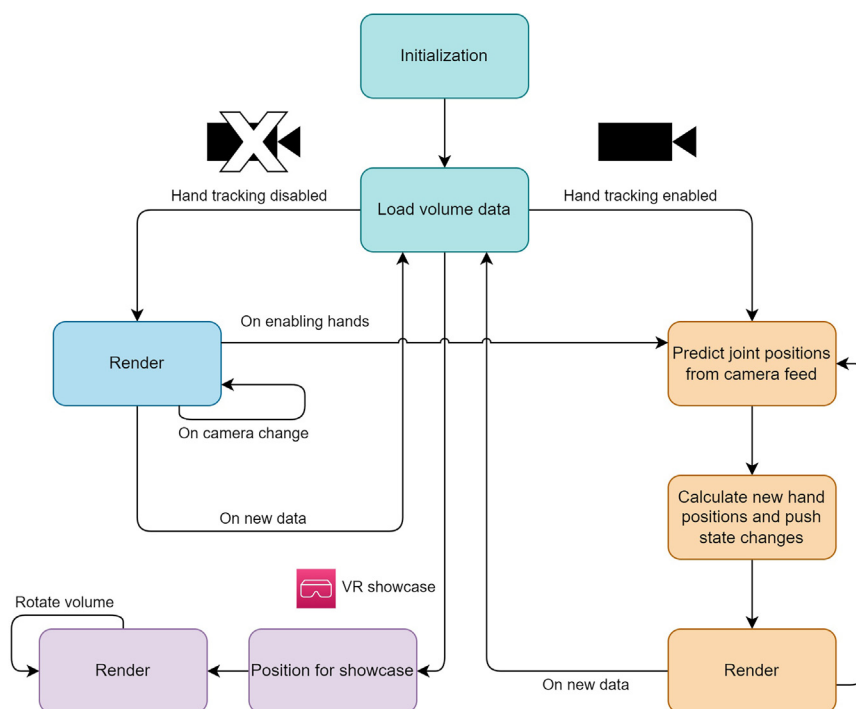 Initialization
Hand tracking disabled
Load volume data
Hand tracking enabled
On enabling hands
Render
Predict joint positions
from camera feed
On camera change
Calculate new hand
positions and push
state changes
On new data
VR showcase
Rotate volume
Render
Position for showcase
Render
On new data